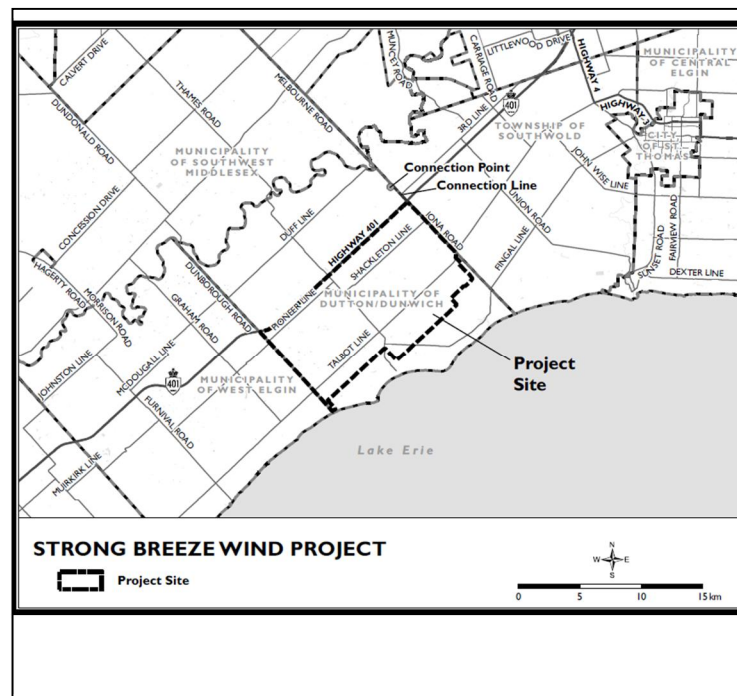 CALVERT DRIVE
DUNDONALD ROAD
THAMES ROAD
MELBOURNE ROAD
MUNCEY ROAD
CARRIAGE ROAD
LITTLEWOOD DRIVE
HIGHWAY 4
MUNICIPALITY
OF CENTRAL
ELGIN
401
3RD LINE
HIGHWAY 3
TOWNSHIP OF
SOUTHWOLD
CITY
OF ST.
THOMAS
MUNICIPALITY
OF SOUTHWEST
MIDDLESEX
JOHN WISE LINE
Connection Point
Connection Line
CONCESSION DRIVE
DUFF LINE
HIGHWAY 401
IONA ROAD
UNION ROAD
SHACKLETON LINE
FINGAL LINE
SUNSET ROAD
FAIRVIEW ROAD
DEXTER LINE
HAGERTY ROAD
MORRISON ROAD
DUNBOROUGH ROAD
GRAHAM ROAD
PIONEER LINE
MUNICIPALITY OF
DUTTON/DUNWICH
JOHNSTON LINE
MCDOUGALL LINE
TALBOT LINE
Project
Site
401
MUNICIPALITY
OF WEST ELGIN
FURNIVAL ROAD
MUIRKIRK LINE
Lake Erie
STRONG BREEZE WIND PROJECT
Project Site
N
W E
S
0 5 10 15 km